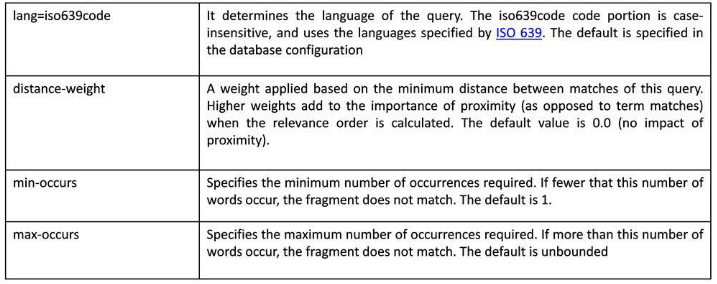 lang=iso639code
It determines the language of the query. The iso639code code portion is case-
insensitive, and uses the languages specified by ISO 639. The default is specified in
the database configuration
distance-weight
A weight applied based on the minimum distance between matches of this query.
Higher weights add to the importance of proximity (as opposed to term matches)
when the relevance order is calculated. The default value is 0.0 (no impact of
proximity).
min-occurs
Specifies the minimum number of occurrences required. If fewer that this number of
words occur, the fragment does not match. The default is 1.
max-occurs
Specifies the maximum number of occurrences required. If more than this number of
words occur, the fragment does not match. The default is unbounded